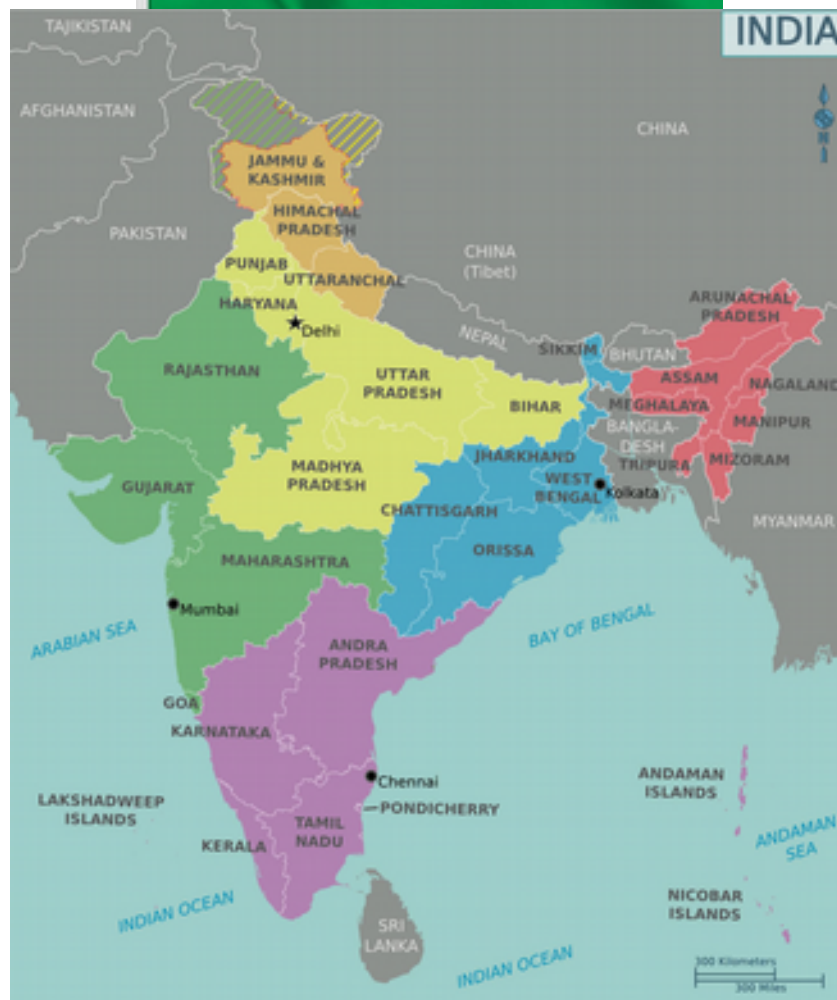 TAJIKISTAN
INDIA
AFGHANISTAN
CHINA
N
JAMMU &
KASHMIR
HIMACHAL
PRADESH
PAKISTAN
CHINA
(Tibet)
PUNJAB
UTTARANCHAL
HARYANA
Delhi
ARUNACHAL
PRADESH
NEPAL
SIKKIM
BHUTAN
RAJASTHAN
UTTAR
PRADESH
ASSAM
NAGALAND
BIHAR
MEGHALAYA
MANIPUR
BANGLA-
DESH
JHARKHAND
TRIPURA
MIZORAM
MADHYA
PRADESH
GUJARAT
WEST
BENGAL
Kolkata
CHATTISGARH
MYANMAR
ORISSA
MAHARASHTRA
Mumbai
ARABIAN SEA
BAY OF BENGAL
ANDRA
PRADESH
GOA
KARNATAKA
Chennai
ANDAMAN
ISLANDS
LAKSHADWEEP
ISLANDS
PONDICHERRY
TAMIL
NADU
KERALA
ANDAMAN
SEA
INDIAN OCEAN
NICOBAR
ISLANDS
SRI
LANKA
INDIAN OCEAN
300 Kilometers
300 Miles